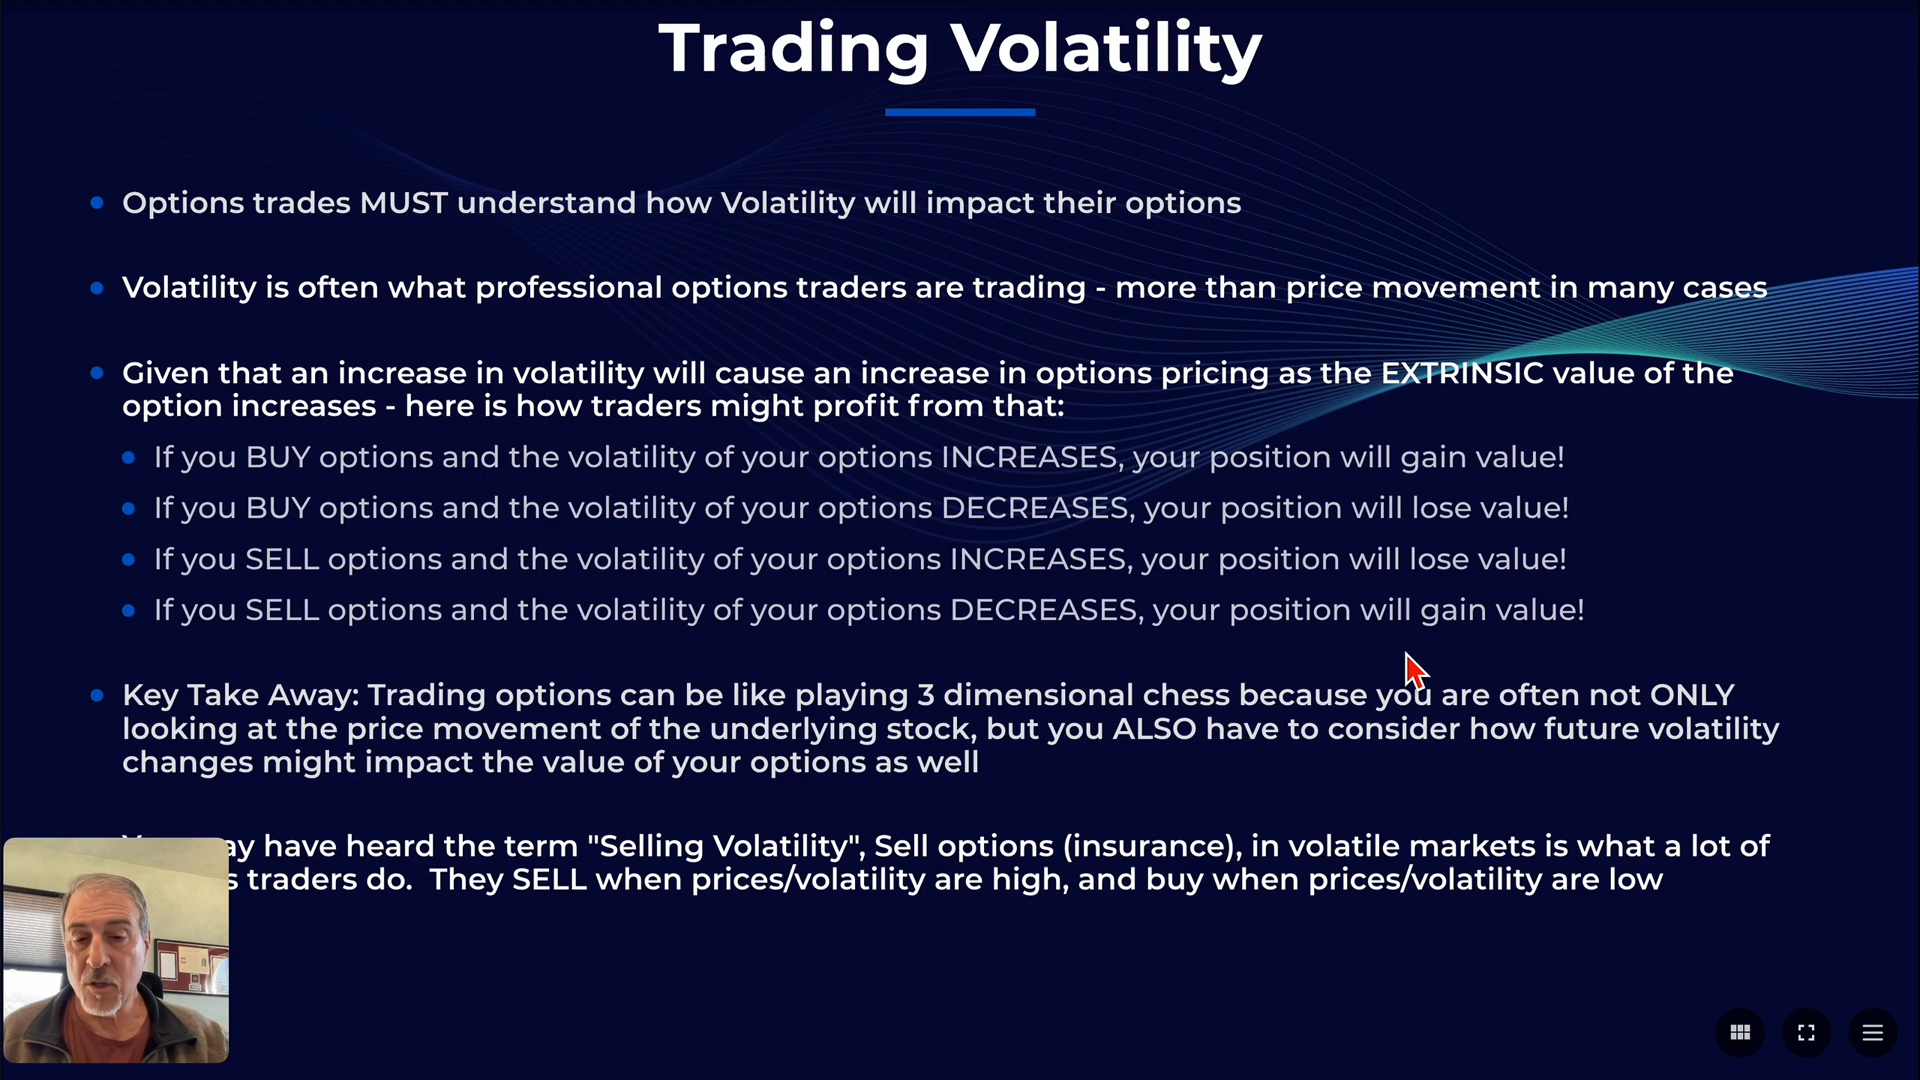 Trading Volatility
Options trades MUST understand how Volatility will impact their options
Volatility is often what professional options traders are trading - more than price movement in many cases
Given that an increase in volatility will cause an increase in options pricing as the EXTRINSIC value of the
option increases - here is how traders might profit from that:
If you BUY options and the volatility of your options INCREASES, your position will gain value!
If you BUY options and the volatility of your options DECREASES, your position will lose value!
If you SELL options and the volatility of your options INCREASES, your position will lose value!
If you SELL options and the volatility of your options DECREASES, your position will gain value!
Key Take Away: Trading options can be like playing 3 dimensional chess because you are often not ONLY
looking at the price movement of the underlying stock, but you ALSO have to consider how future volatility
changes might impact the value of your options as well
have heard the term "Selling Volatility", Sell options (insurance), in volatile markets is what a lot of
traders do. They SELL when prices/volatility are high, and buy when prices/volatility are low